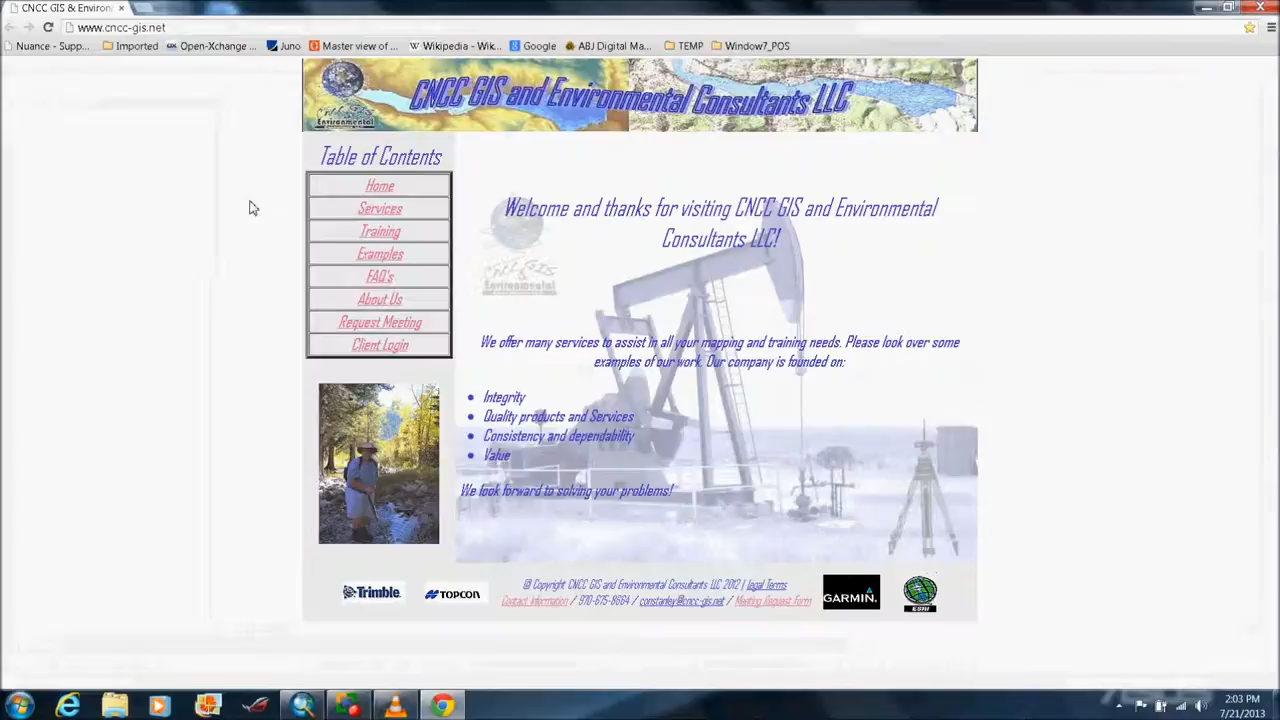 CNCC GIS & Environ
www.cncc-gis.net
Nuance - Supp...
Imported
Open-Xchange ...
Juno
Master view of ...
Wikipedia - Wik...
Google
ABJ Digital Ma...
TEMP
Window7_POS
CNCC GIS and Environmental Consultants LLC
Environmental
Table of Contents
Home
Services
Training
Examples
FAQ's
About Us
Request Meeting
Client Login
CNCC GIS
&
Environmental
Welcome and thanks for visiting CNCC GIS and Environmental
Consultants LLC!
We offer many services to assist in all your mapping and training needs. Please look over some
examples of our work. Our company is founded on:
Integrity
Quality products and Services
Consistency and dependability
Value
We look forward to solving your problems!
Trimble.
TOPCON
@ Copyright CNCC GIS and Environmental Consultants LLC 2012 | Legal Terms
Contact Information / 970-675-8664 / constanley@cncc-gis.net / Meeting Request Form
GARMIN.
ESRI
2:03 PM
7/21/2013